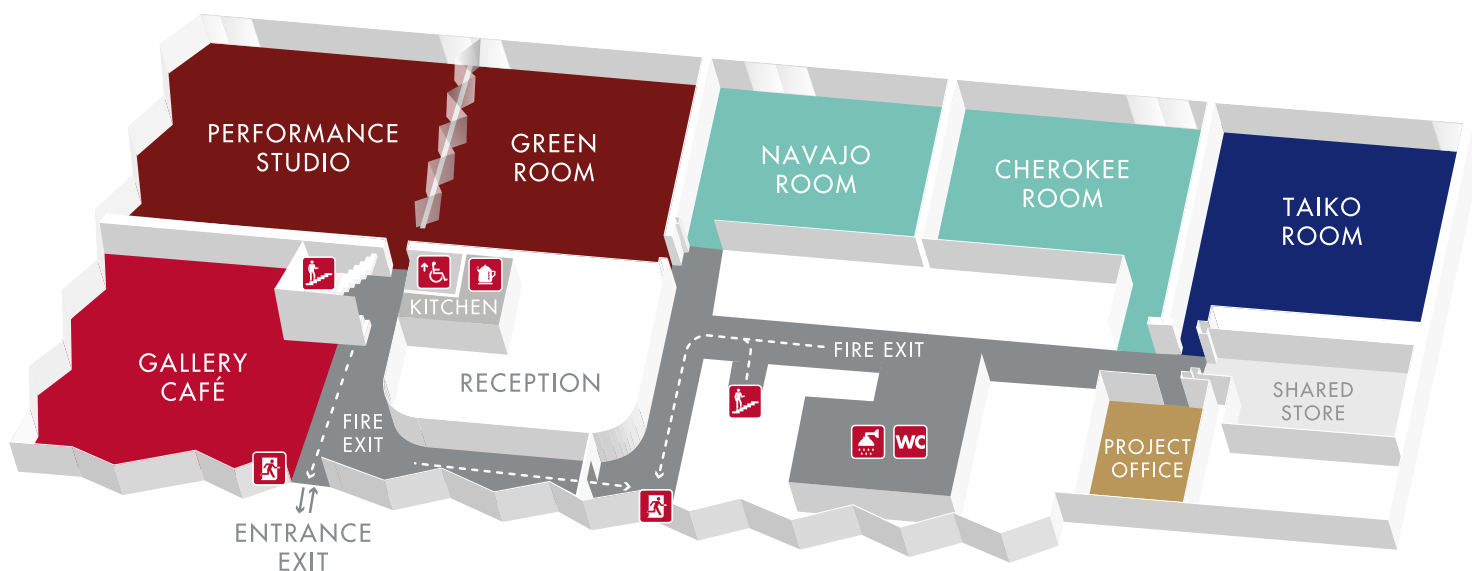 PERFORMANCE
STUDIO
GREEN
ROOM
NAVAJO
ROOM
CHEROKEE
ROOM
TAIKO
ROOM
KITCHEN
GALLERY
CAFÉ
RECEPTION
FIRE EXIT
FIRE
EXIT
WC
PROJECT
OFFICE
SHARED
STORE
ENTRANCE
EXIT